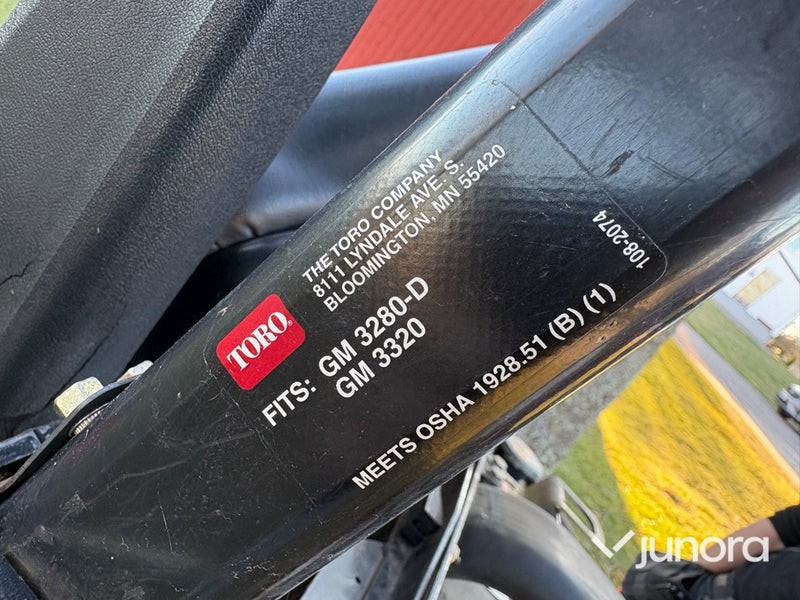 THE TORO COMPANY
8111 LYNDALE AVE. S.
BLOOMINGTON, MN 55420
TORO
FITS: GM 3280-D
GM 3320
108-2074
MEETS OSHA 1928.51 (B) (1)
junora